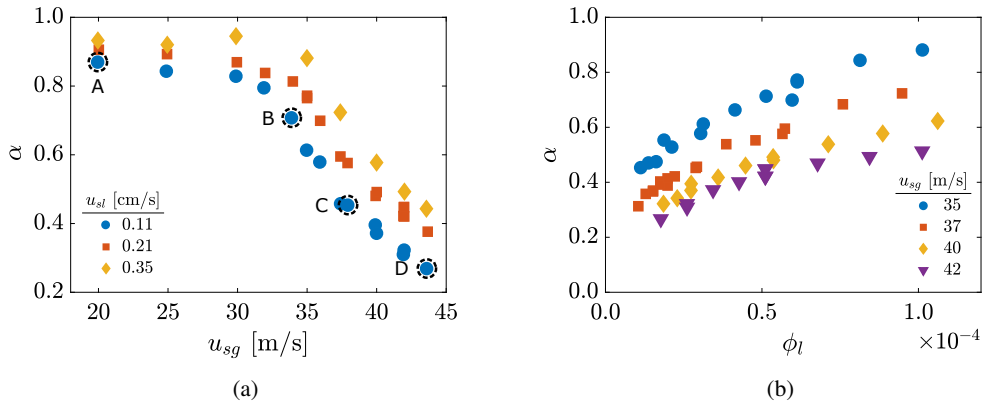 1.0
0.8
0.6
0.4
0.2
α
A
B
C
D
u_sl [cm/s]
0.11
0.21
0.35
20 25 30 35 40 45
u_sg [m/s]
(a)
1.0
0.8
0.6
0.4
0.2
0.0
α
u_sg [m/s]
35
37
40
42
0.0 0.5 1.0
×10⁻⁴
ϕ_l
(b)